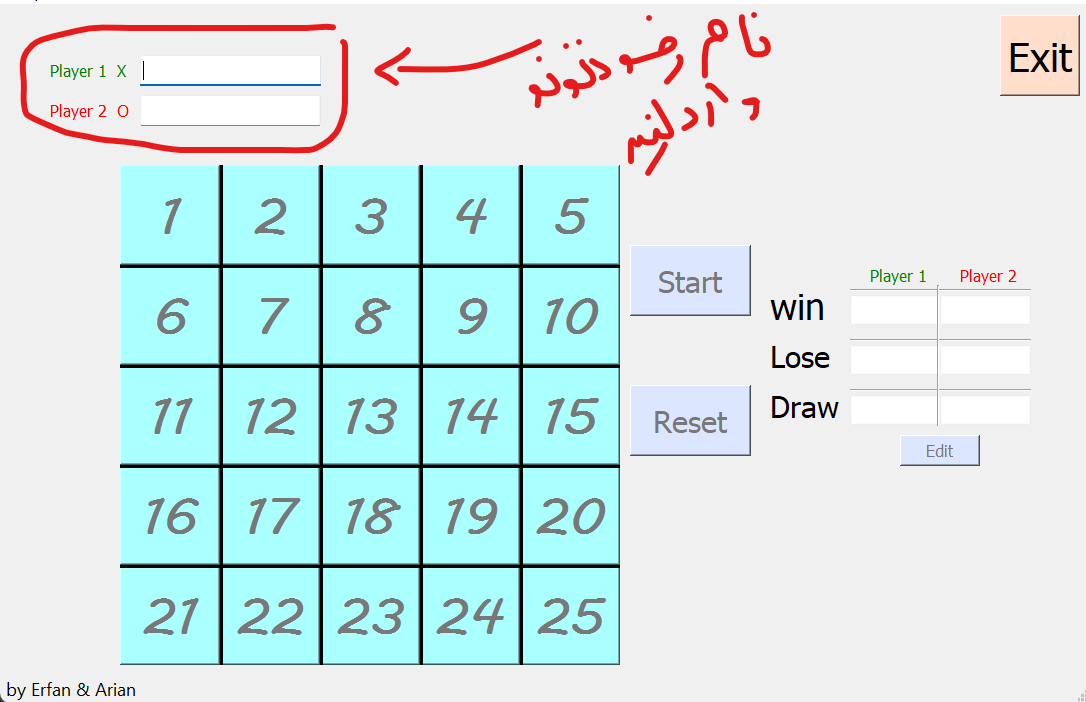 Exit
نام خودتونو
وارد کنید
Player 1 X
Player 2 O
1 2 3 4 5
6 7 8 9 10
11 12 13 14 15
16 17 18 19 20
21 22 23 24 25
Start
Reset
Player 1 Player 2
win
Lose
Draw
Edit
by Erfan & Arian